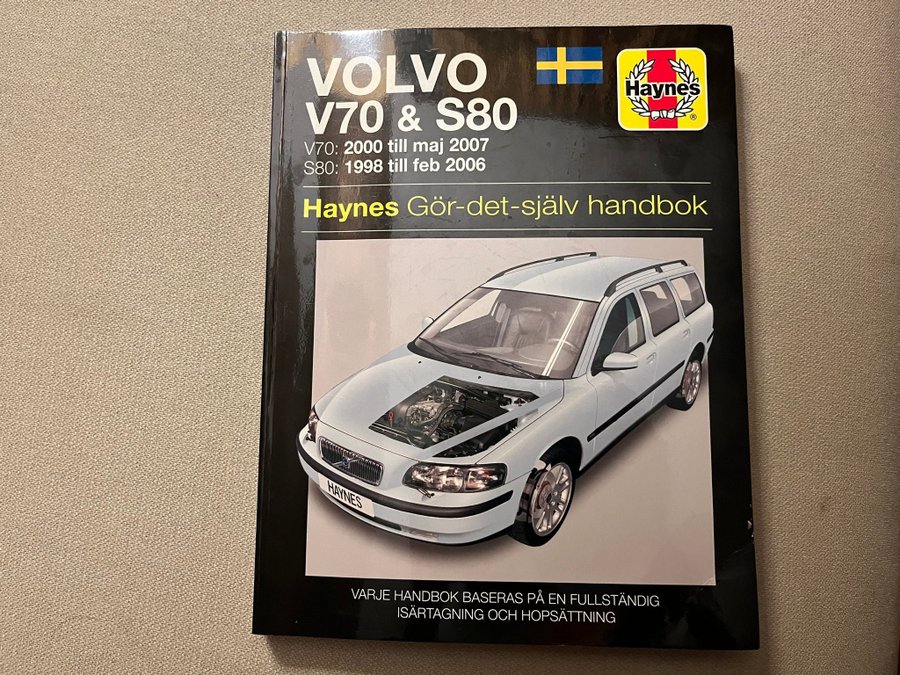 VOLVO
V70 & S80
V70: 2000 till maj 2007
S80: 1998 till feb 2006
Haynes
®
Haynes Gör-det-själv handbok
HAYNES
VARJE HANDBOK BASERAS PÅ EN FULLSTÄNDIG
ISÄRTAGNING OCH HOPSÄTTNING